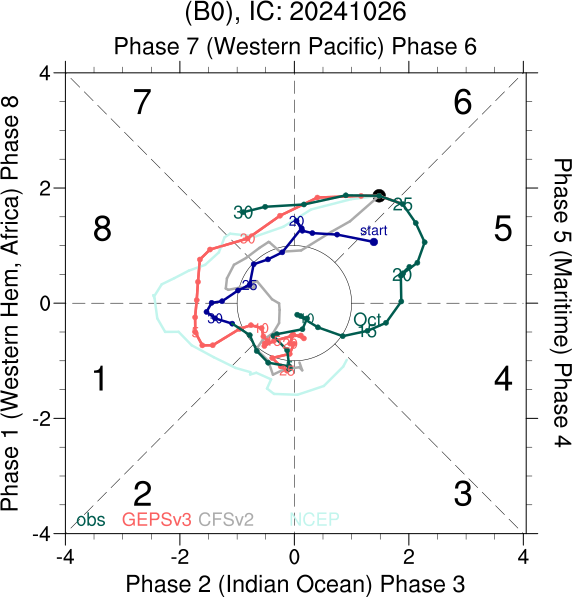 (B0), IC: 20241026
Phase 7 (Western Pacific) Phase 6
Phase 1 (Western Hem, Africa) Phase 8
Phase 5 (Maritime) Phase 4
4
7
6
2
30
20
25
start
30
8
5
20
25
0
30
Oct
10
15
10
1
4
25
-2
2
3
obs GEPSv3 CFSv2 NCEP
-4
-4 -2 0 2 4
Phase 2 (Indian Ocean) Phase 3